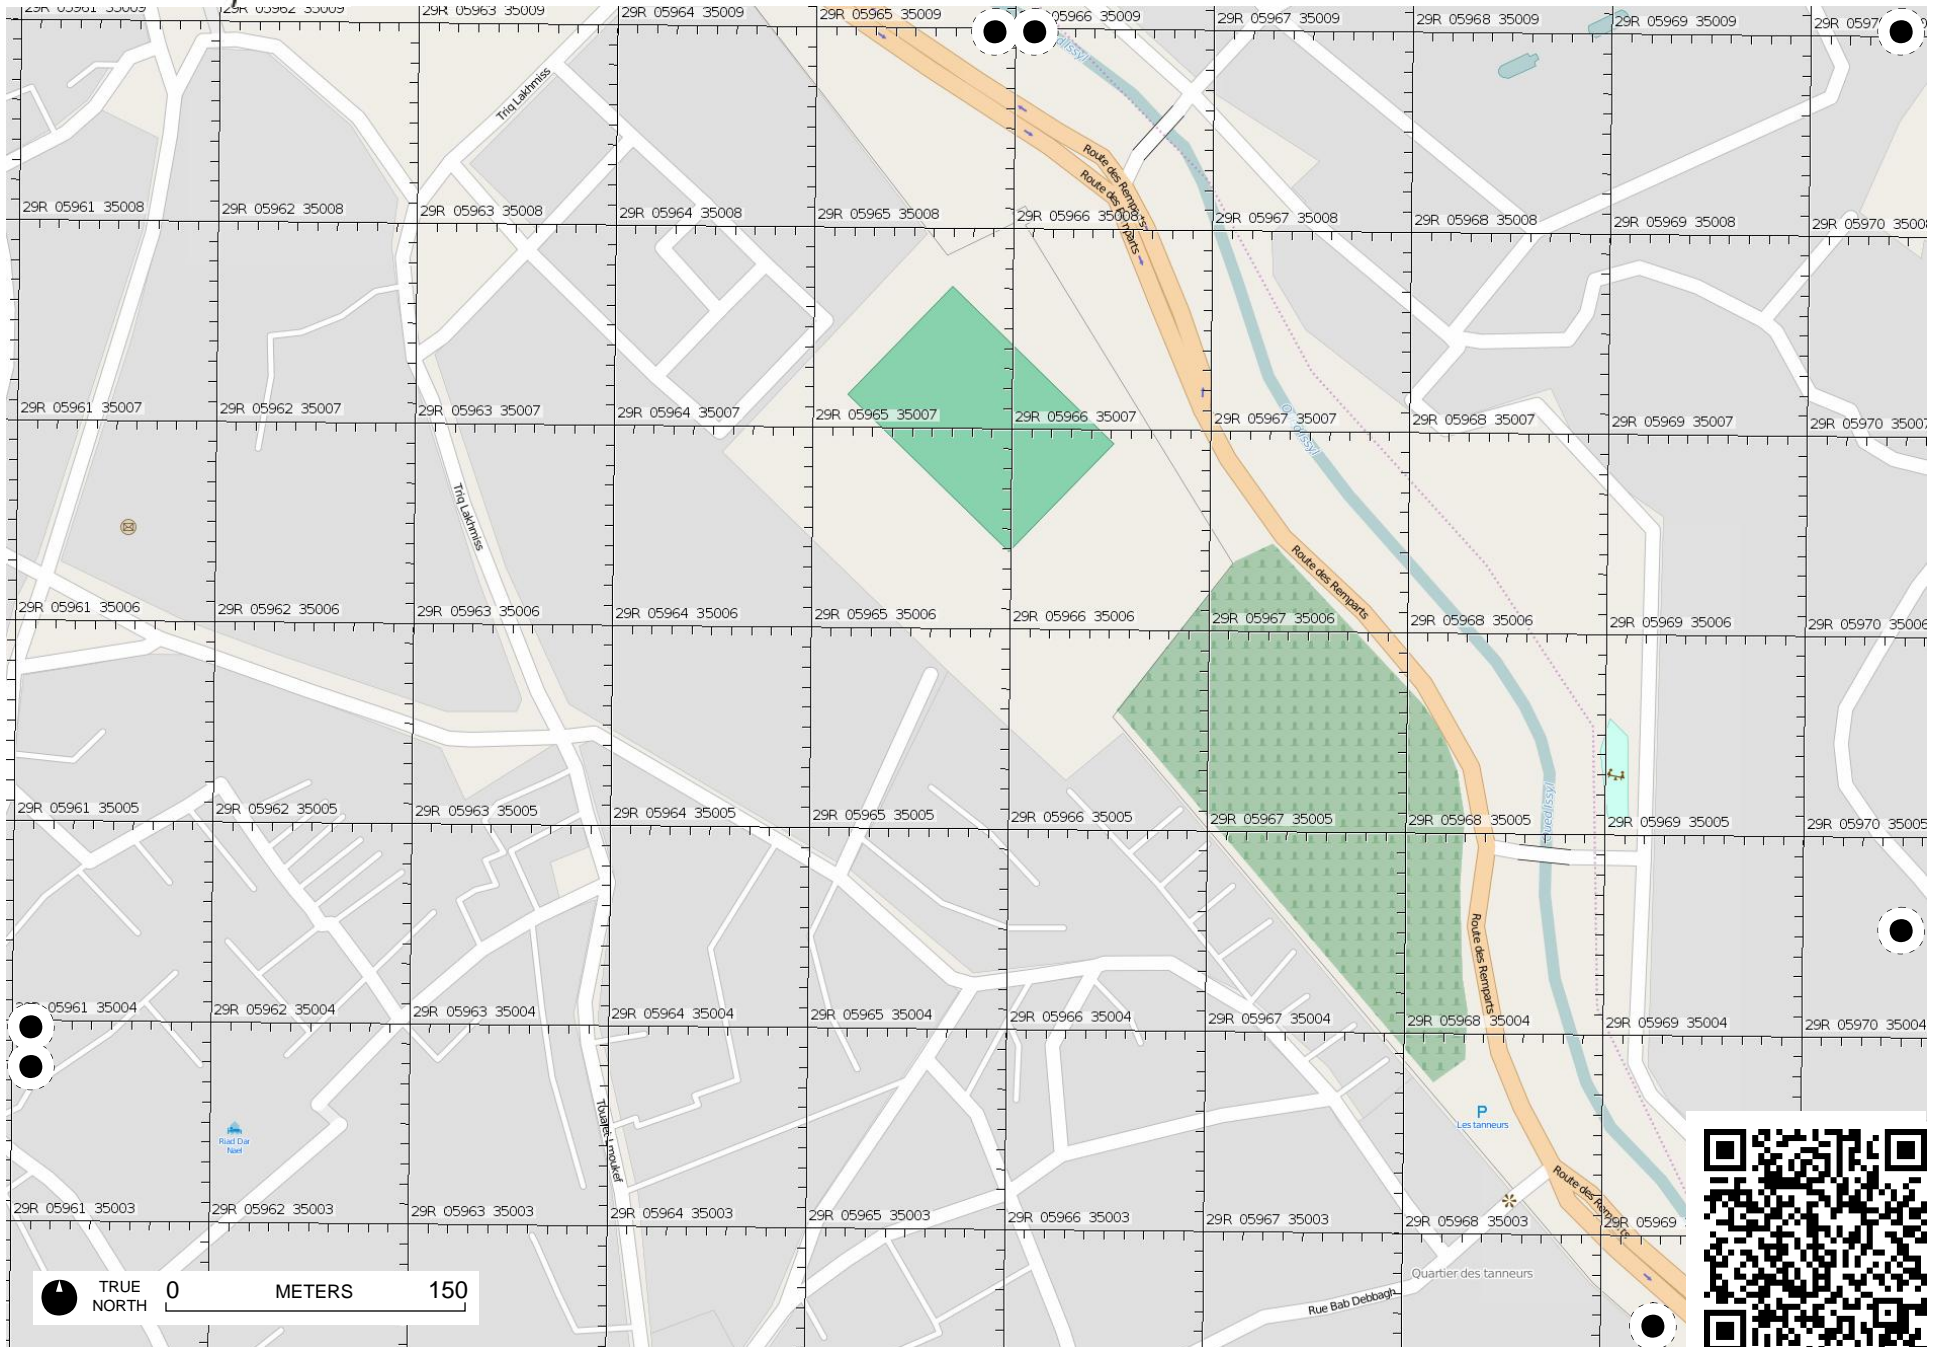 29R 05961 35009
29R 05962 35009
29R 05963 35009
29R 05964 35009
29R 05965 35009
05966 35009
29R 05967 35009
29R 05968 35009
29R 05969 35009
Triq Lakhmiss
Route des Remparts
Route des Remparts
29R 05961 35008
29R 05962 35008
29R 05963 35008
29R 05964 35008
29R 05965 35008
29R 05966 35008
29R 05967 35008
29R 05968 35008
29R 05969 35008
29R 05970 35008
29R 05961 35007
29R 05962 35007
29R 05963 35007
29R 05964 35007
29R 05965 35007
29R 05966 35007
29R 05967 35007
29R 05968 35007
29R 05969 35007
29R 05970 35007
Triq Lakhmiss
Route des Remparts
29R 05961 35006
29R 05962 35006
29R 05963 35006
29R 05964 35006
29R 05965 35006
29R 05966 35006
29R 05967 35006
29R 05968 35006
29R 05969 35006
29R 05970 35006
29R 05961 35005
29R 05962 35005
29R 05963 35005
29R 05964 35005
29R 05965 35005
29R 05966 35005
29R 05967 35005
29R 05968 35005
29R 05969 35005
29R 05970 35005
Route des Remparts
05961 35004
29R 05962 35004
29R 05963 35004
29R 05964 35004
29R 05965 35004
29R 05966 35004
29R 05967 35004
29R 05968 35004
29R 05969 35004
29R 05970 35004
P
Les tanneurs
Riad Dar
Nael
Touajet Lmoukef
Route des Remparts
29R 05961 35003
29R 05962 35003
29R 05963 35003
29R 05964 35003
29R 05965 35003
29R 05966 35003
29R 05967 35003
29R 05968 35003
29R 05969
Quartier des tanneurs
Rue Bab Debbagh
TRUE
NORTH
0 METERS 150